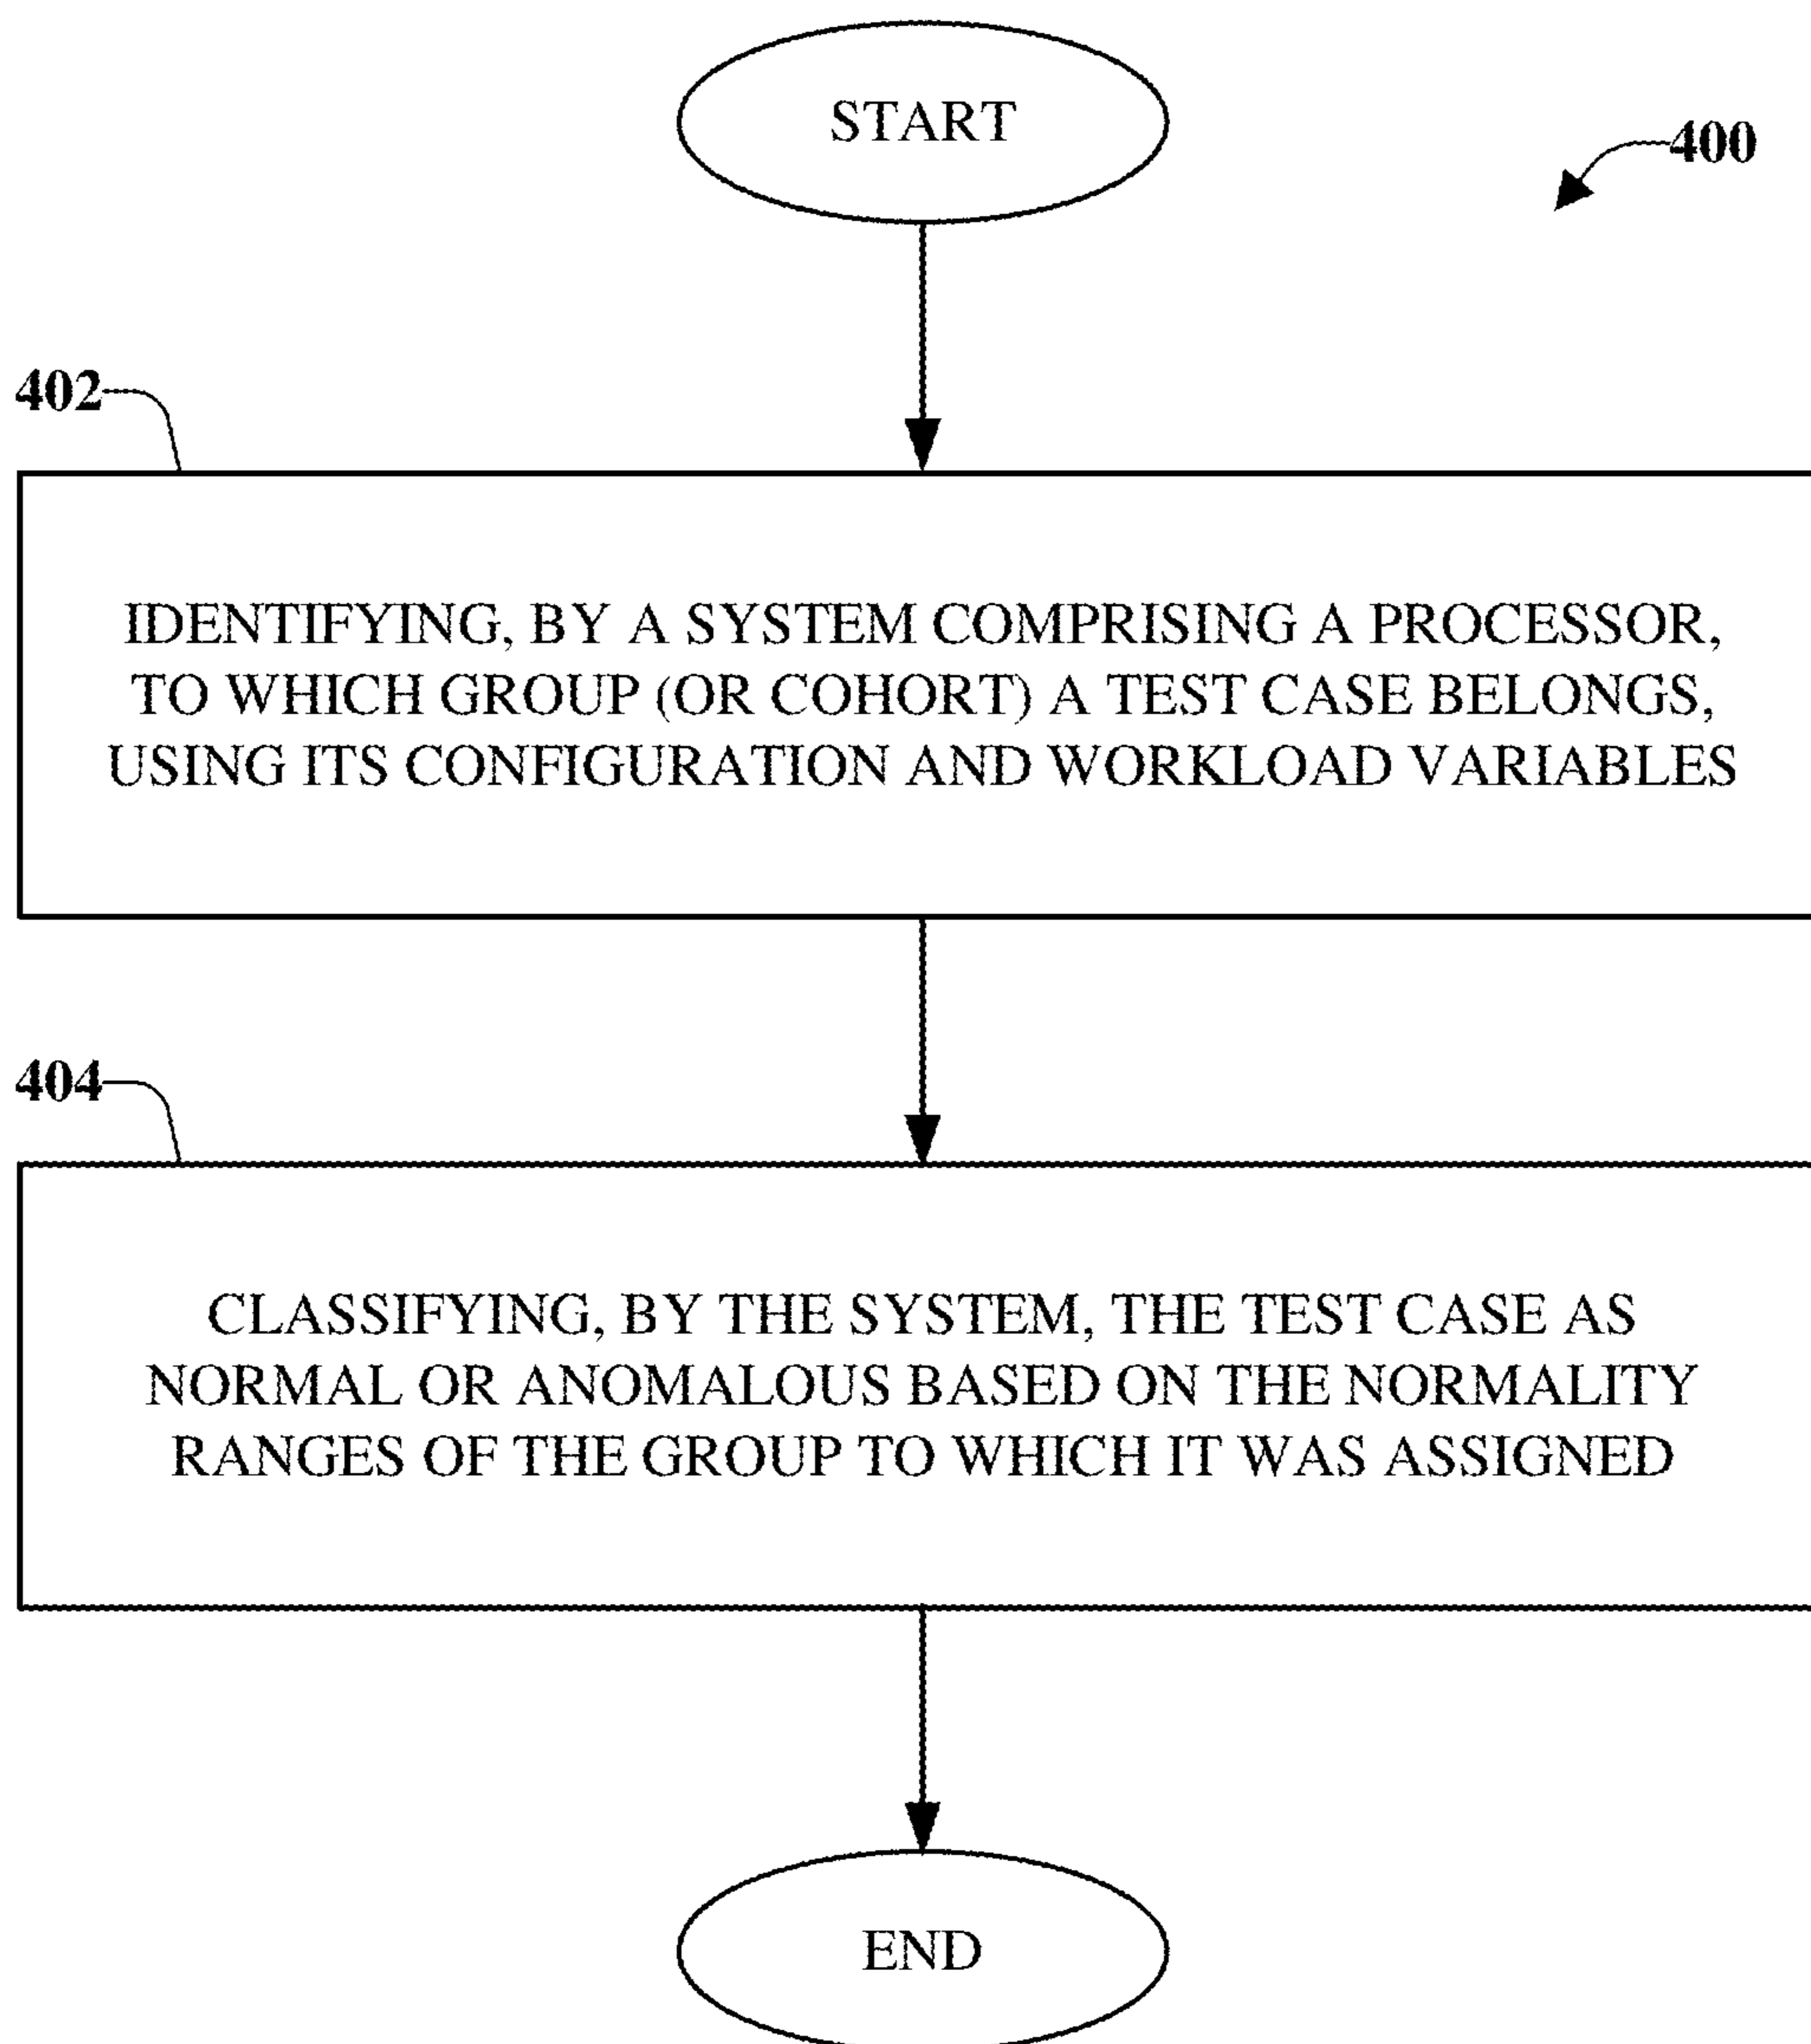 START
400
402
IDENTIFYING, BY A SYSTEM COMPRISING A PROCESSOR,
TO WHICH GROUP (OR COHORT) A TEST CASE BELONGS,
USING ITS CONFIGURATION AND WORKLOAD VARIABLES
404
CLASSIFYING, BY THE SYSTEM, THE TEST CASE AS
NORMAL OR ANOMALOUS BASED ON THE NORMALITY
RANGES OF THE GROUP TO WHICH IT WAS ASSIGNED
END